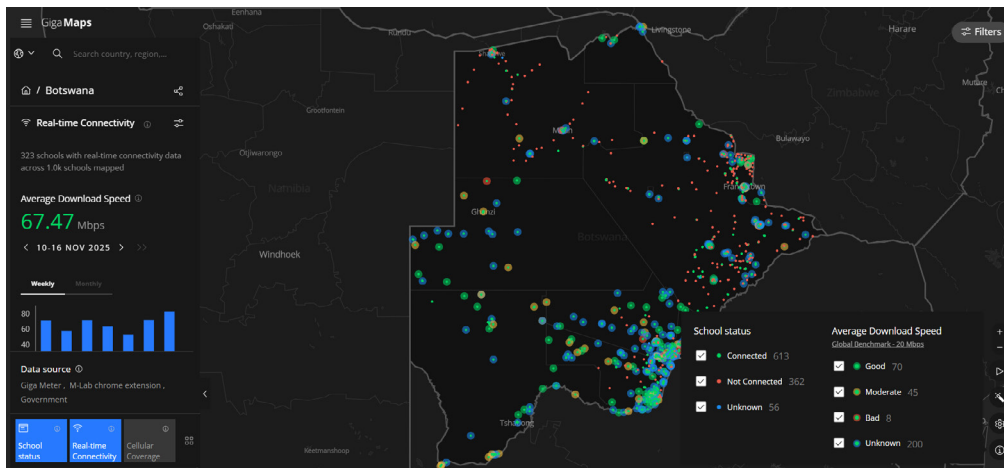 Giga Maps
Search country, region,...
/ Botswana
Real-time Connectivity
323 schools with real-time connectivity data
across 1.0k schools mapped
Average Download Speed
67.47 Mbps
10-16 NOV 2025
Weekly
Monthly
80
60
40
Data source
Giga Meter , M-Lab chrome extension ,
Government
School
status
Real-time
Connectivity
Cellular
Coverage
Eenhana
Oshakati
Rundu
Livingstone
Harare
Filters
Mutare
Zimbabwe
Grootfontein
Otjiwarongo
Bulawayo
Namibia
Ghanzi
Botswana
Windhoek
Keetmanshoop
School status
Connected 613
Not Connected 362
Unknown 56
Average Download Speed
Global Benchmark - 20 Mbps
Good 70
Moderate 45
Bad 8
Unknown 200